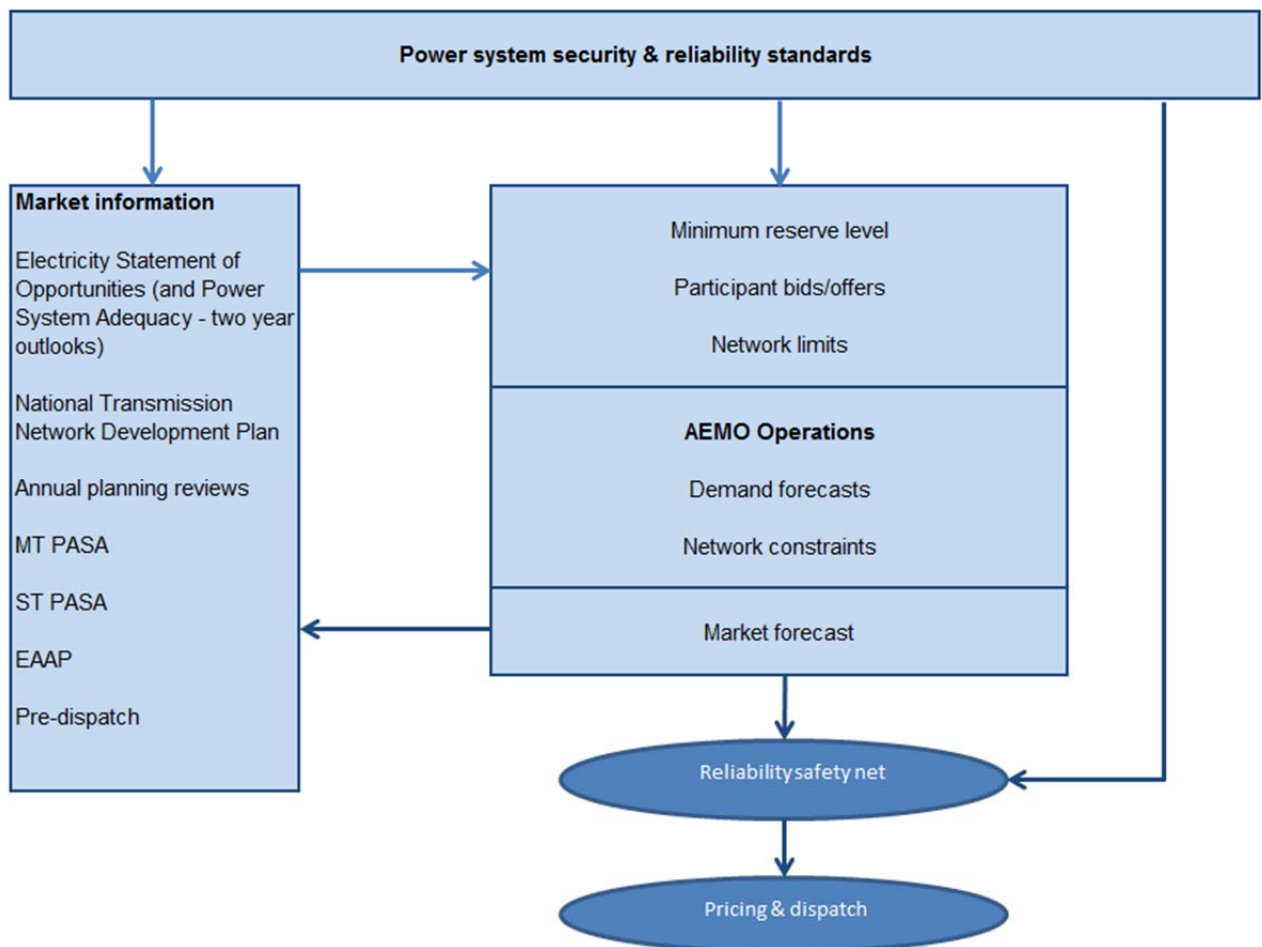 Power system security & reliability standards
Market information
Electricity Statement of
Opportunities (and Power
System Adequacy - two year
outlooks)
National Transmission
Network Development Plan
Annual planning reviews
MT PASA
ST PASA
EAAP
Pre-dispatch
Minimum reserve level
Participant bids/offers
Network limits
AEMO Operations
Demand forecasts
Network constraints
Market forecast
Reliability safety net
Pricing & dispatch